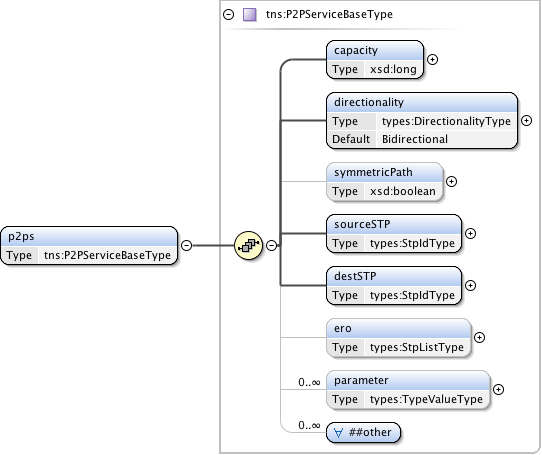 tns:P2PServiceBaseType
capacity
Type xsd:long
directionality
Type types:DirectionalityType
Default Bidirectional
symmetricPath
Type xsd:boolean
p2ps
Type tns:P2PServiceBaseType
sourceSTP
Type types:StpIdType
destSTP
Type types:StpIdType
ero
Type types:StpListType
0..∞
parameter
Type types:TypeValueType
0..∞
∀ ##other